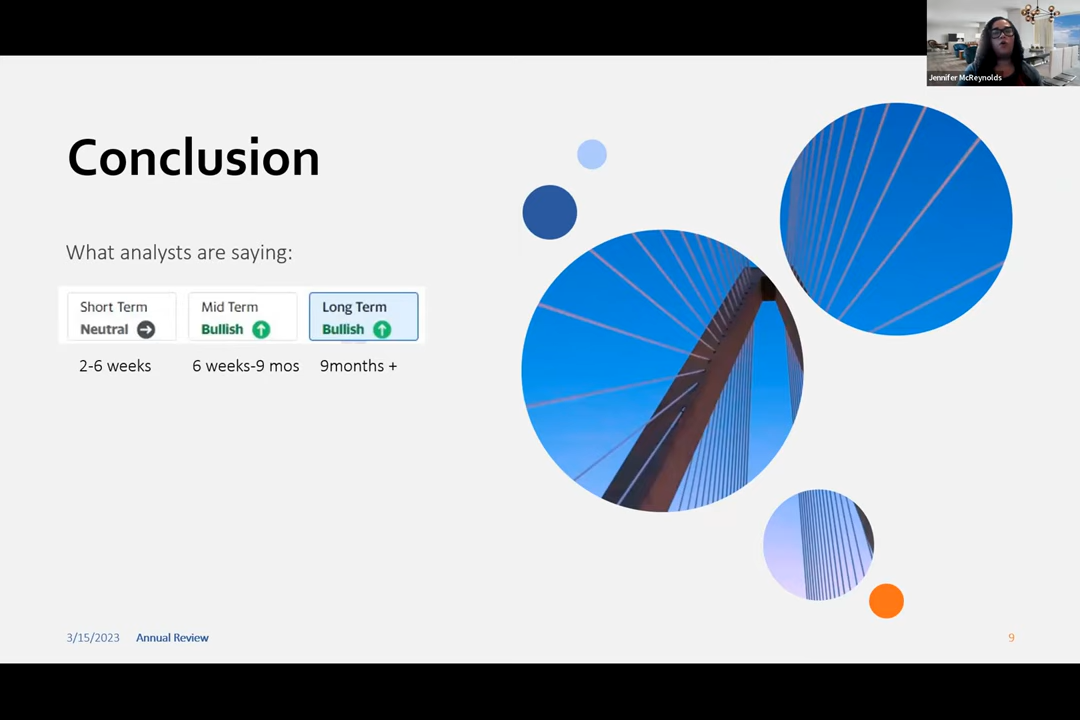 Jennifer McReynolds
Conclusion
What analysts are saying:
Short Term Mid Term Long Term
Neutral Bullish Bullish
2-6 weeks 6 weeks-9 mos 9months +
3/15/2023 Annual Review 9